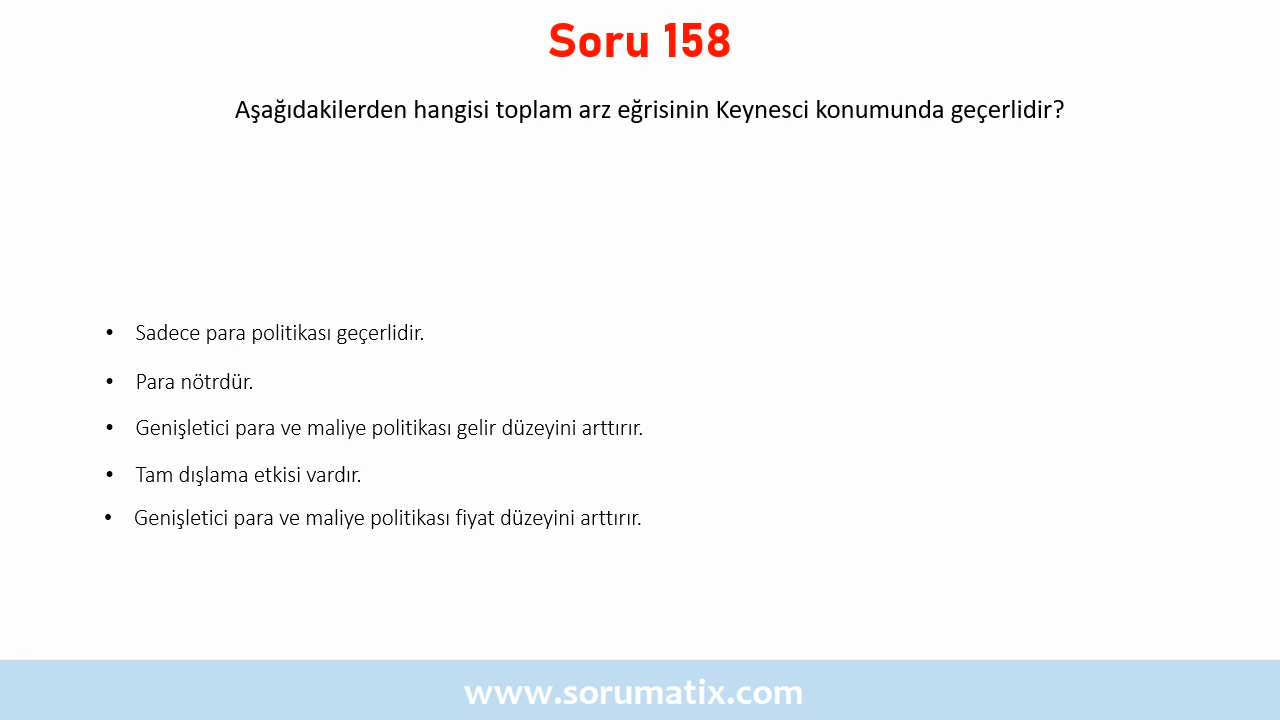 Soru 158
Aşağıdakilerden hangisi toplam arz eğrisinin Keynesci konumunda geçerlidir?
• Sadece para politikası geçerlidir.
• Para nötrdür.
• Genişletici para ve maliye politikası gelir düzeyini arttırır.
• Tam dışlama etkisi vardır.
• Genişletici para ve maliye politikası fiyat düzeyini arttırır.
www.sorumatix.com